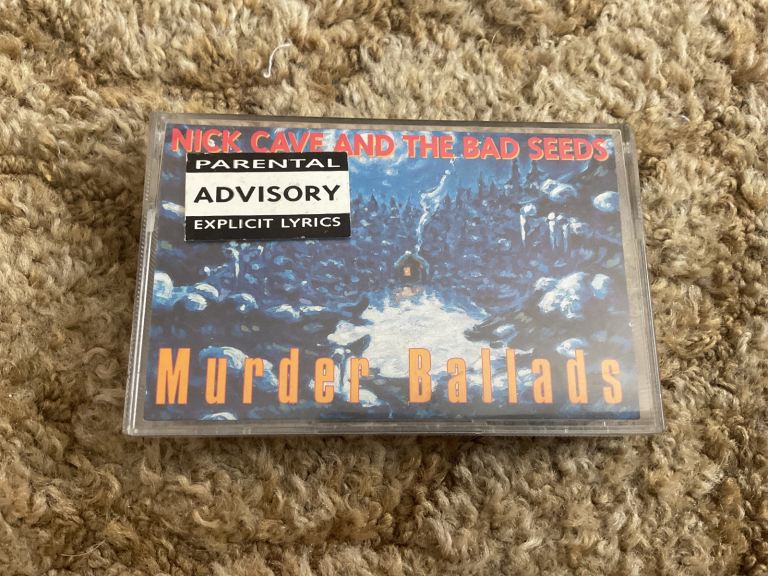 NICK CAVE AND THE BAD SEEDS
PARENTAL
ADVISORY
EXPLICIT LYRICS
Murder Ballads